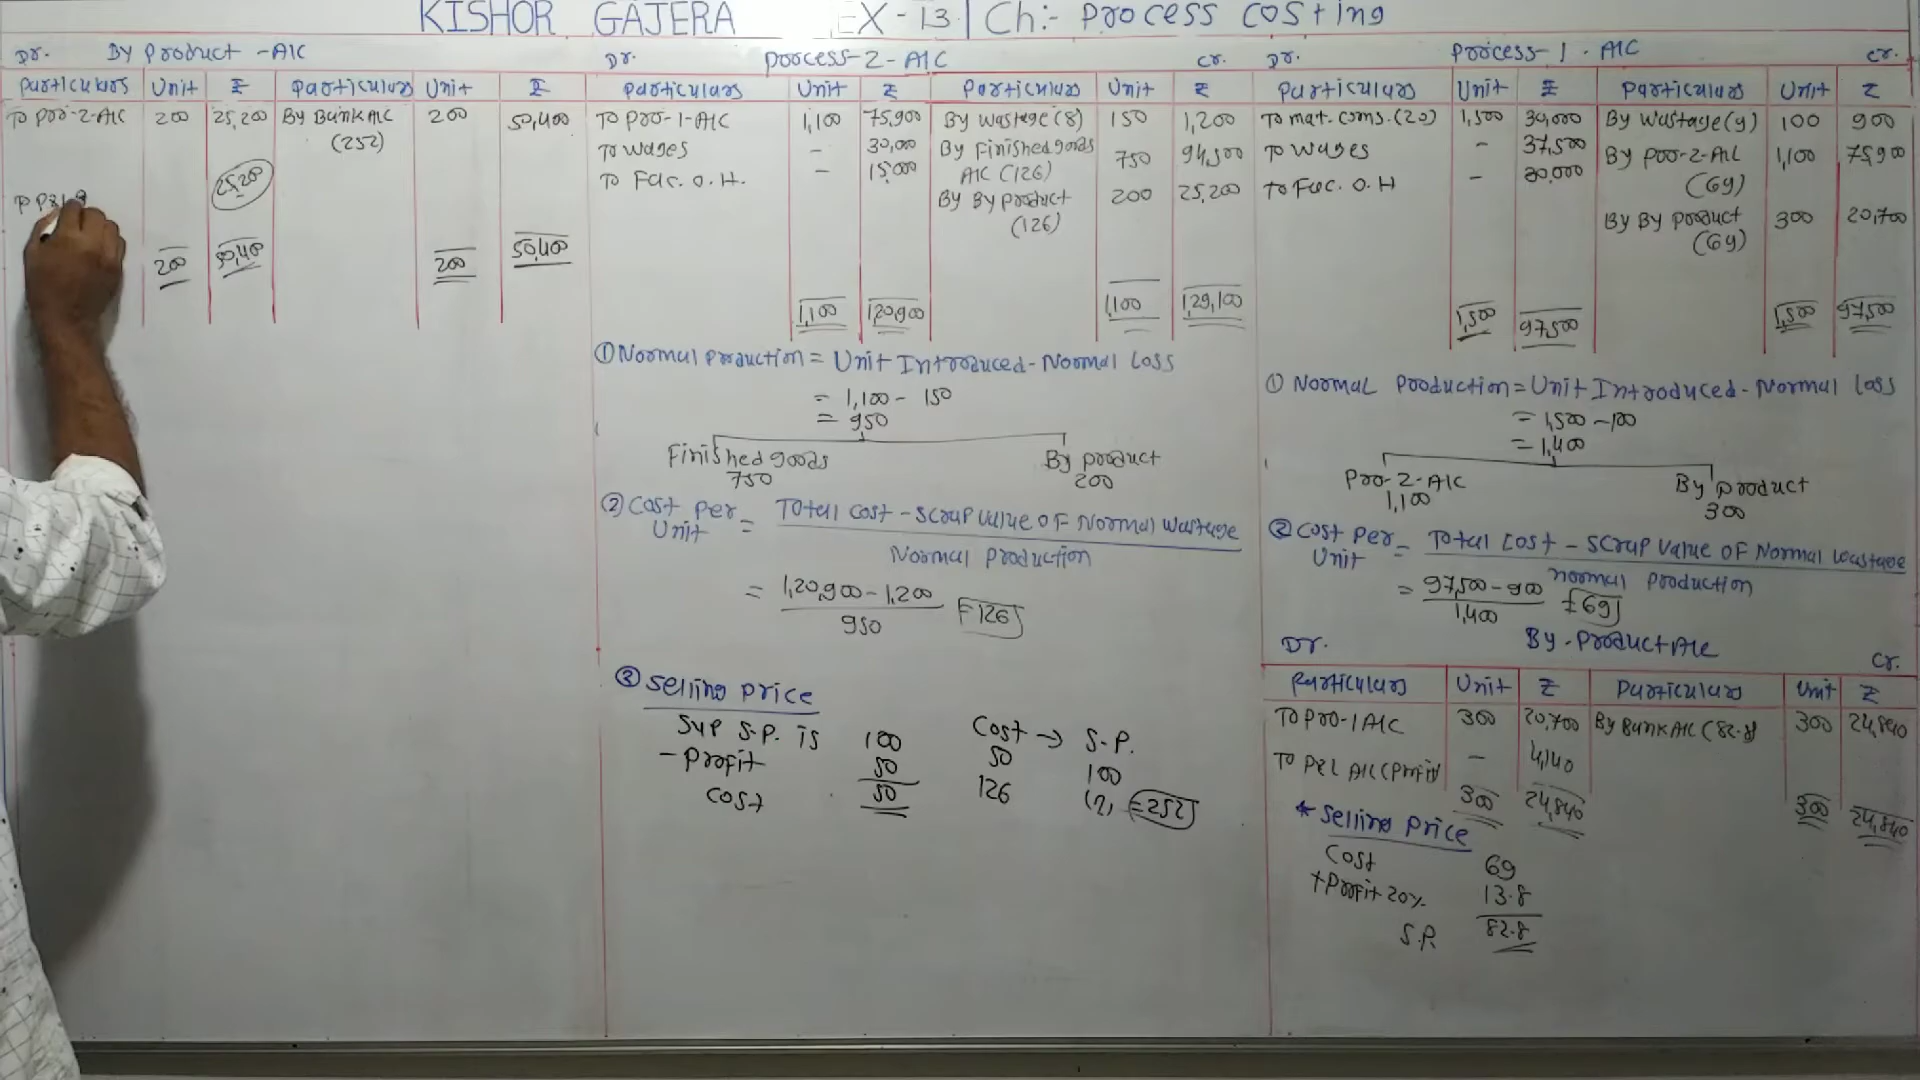 KISHOR GAJERA EX-13 | Ch:- Process Costing
Dr. By Product - A/C
Particulars Unit ₹ Particulars Unit ₹
To Pro-2-A/C 200 25,200 By Bank A/C 200 50,400
(252)
25,200
To P&L
200 50,400 200 50,400
Dr. Process-2-A/C Cr.
Particulars Unit ₹ Particulars Unit ₹
To Pro-1-A/C 1,100 75,900 By Wastage (8) 150 1,200
To Wages - 30,000 By Finished goods 750 94,500
To Fac. O.H. - 15,000 A/C (126)
By By Product 200 25,200
(126)
1,100 1,20,900 1,100 1,29,100
① Normal Production = Unit Introduced - Normal Loss
= 1,100 - 150
= 950
Finished goods By Product
750 200
② Cost Per Unit = Total Cost - Scrap Value of Normal Wastage
Normal Production
= 1,20,900 - 1,200 = 126
950
③ Selling Price
Sup S.P. is 100 Cost → S.P.
- Profit 50 50 100
Cost 50 126 (?) = 252
Dr. Process-1-A/C Cr.
Particulars Unit ₹ Particulars Unit ₹
To mat. cons. (20) 1,500 30,000 By Wastage (9) 100 900
To Wages - 37,500 By Pro-2-A/C 1,100 75,900
To Fac. O.H - 30,000 (69)
By By Product 300 20,700
(69)
1,500 97,500 1,500 97,500
① Normal Production = Unit Introduced - Normal Loss
= 1,500 - 100
= 1,400
Pro-2-A/C By Product
1,100 300
② Cost Per Unit = Total Cost - Scrap Value of Normal Wastage
Normal Production
= 97,500 - 900 = 69
1,400
Dr. By-Product A/c Cr.
Particulars Unit ₹ Particulars Unit ₹
To Pro-1 A/C 300 20,700 By Bank A/C (82.8) 300 24,840
To P&L A/C (Profit) - 4,140
300 24,840 300 24,840
* Selling Price
Cost 69
+ Profit 20% 13.8
S.P. 82.8